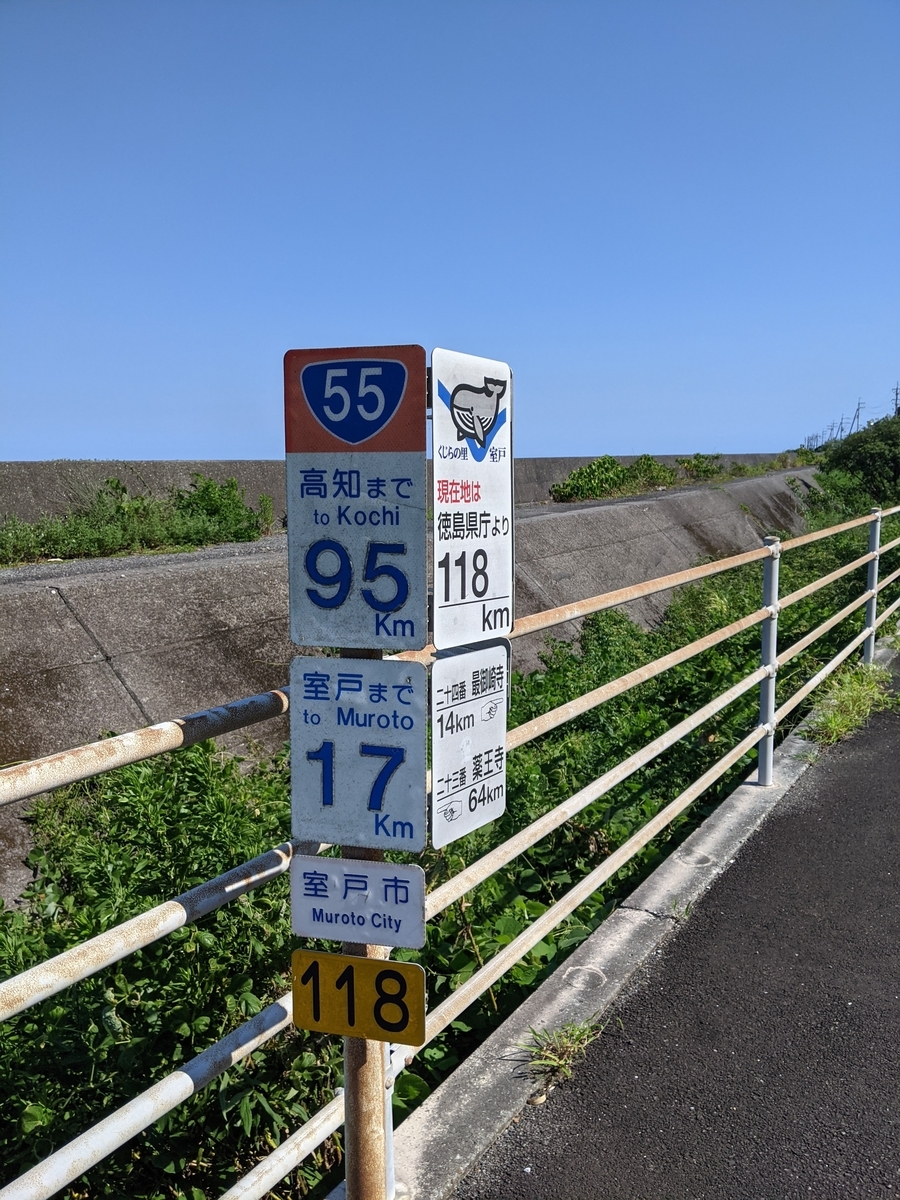 55
高知まで
to Kochi
95
Km
室戸まで
to Muroto
17
Km
室戸市
Muroto City
118
くじらの里 室戸
現在地は
徳島県庁より
118
km
二十四番 最御崎寺
14km
二十三番 薬王寺
64km